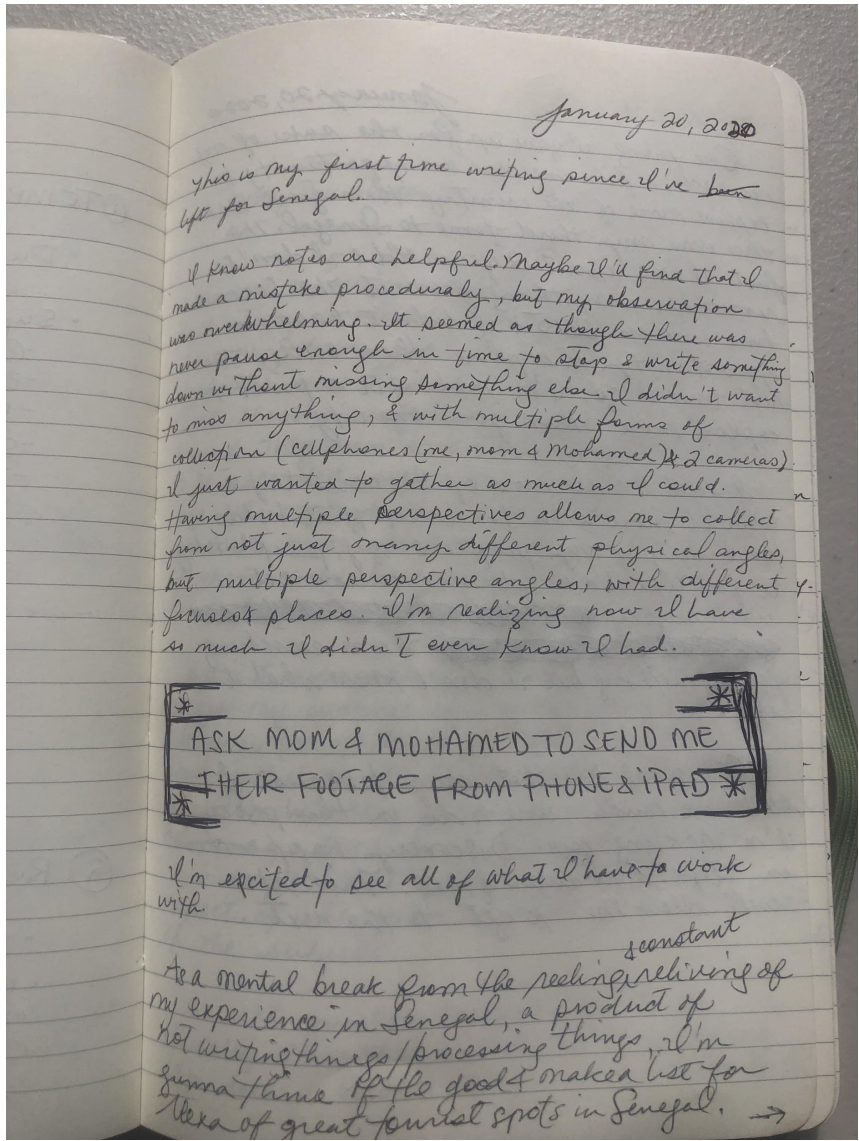 January 20, 2020
This is my first time writing since I've been
left for Senegal.
I know notes are helpful. Maybe I'll find that I
made a mistake proceduraly, but my observation
was overwhelming. It seemed as though there was
never pause enough in time to stop & write something
down without missing something else. I didn't want
to miss anything, & with multiple forms of
collection (cellphones (me, mom & Mohamed) & 2 cameras)
I just wanted to gather as much as I could.
Having multiple perspectives allows me to collect
from not just many different physical angles,
but multiple perspective angles, with different
focuses & places. I'm realizing now I have
so much I didn't even know I had.
* *
ASK MOM & MOHAMED TO SEND ME
* THEIR FOOTAGE FROM PHONE & iPAD *
I'm excited to see all of what I have to work
with.
& constant
As a mental break from the reeling, reliving of
my experience in Senegal, a product of
not writing things/processing things, I'm
gunna think of the good & make a list for
Alexa of great tourist spots in Senegal. →